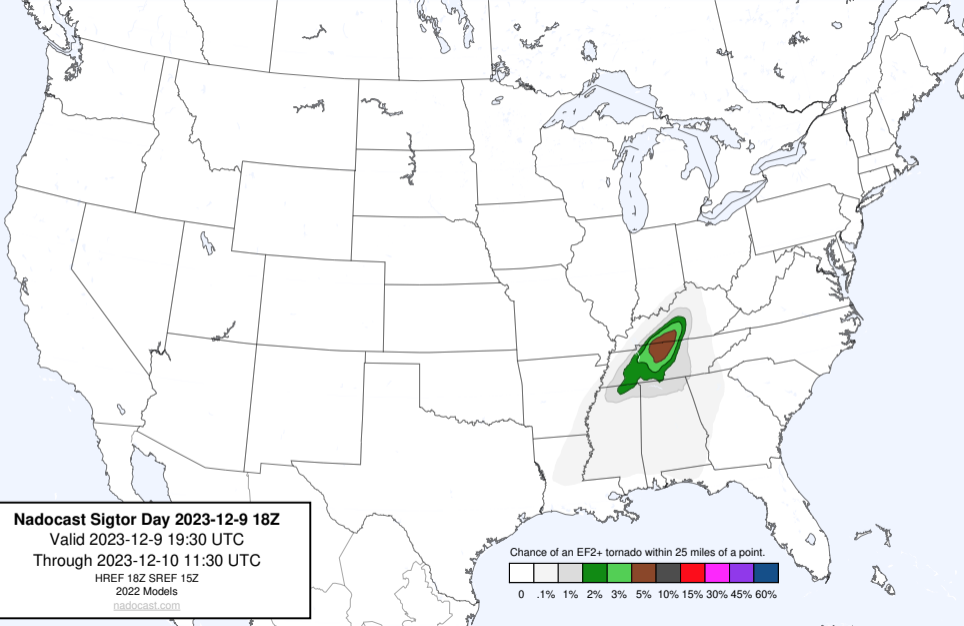 Nadocast Sigtor Day 2023-12-9 18Z
Valid 2023-12-9 19:30 UTC
Through 2023-12-10 11:30 UTC
HREF 18Z SREF 15Z
2022 Models
nadocast.com
Chance of an EF2+ tornado within 25 miles of a point.
0 .1% 1% 2% 3% 5% 10% 15% 30% 45% 60%